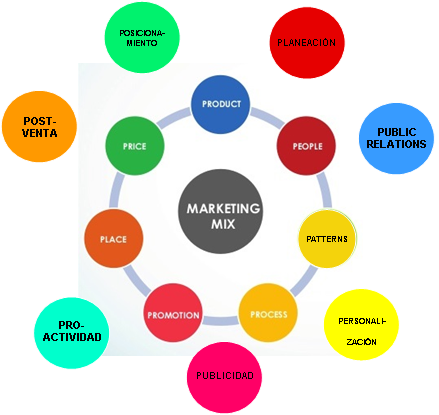 POSICIONA-
MIENTO
PLANEACIÓN
POST-
VENTA
PRODUCT
PUBLIC
RELATIONS
PRICE
PEOPLE
MARKETING
MIX
PLACE
PATTERNS
PROMOTION
PROCESS
PRO-
ACTIVIDAD
PERSONALI-
ZACIÓN
PUBLICIDAD